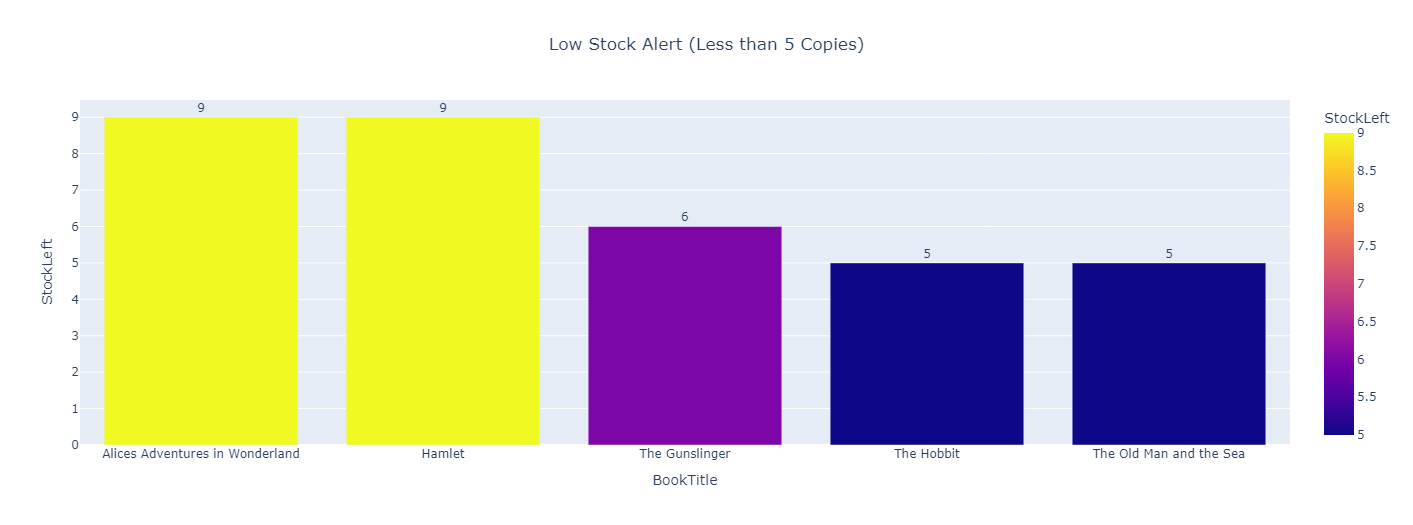 Low Stock Alert (Less than 5 Copies)
StockLeft
9
8
7
6
5
4
3
2
1
0
9
9
6
5
5
Alices Adventures in Wonderland
Hamlet
The Gunslinger
The Hobbit
The Old Man and the Sea
BookTitle
StockLeft
9
8.5
8
7.5
7
6.5
6
5.5
5